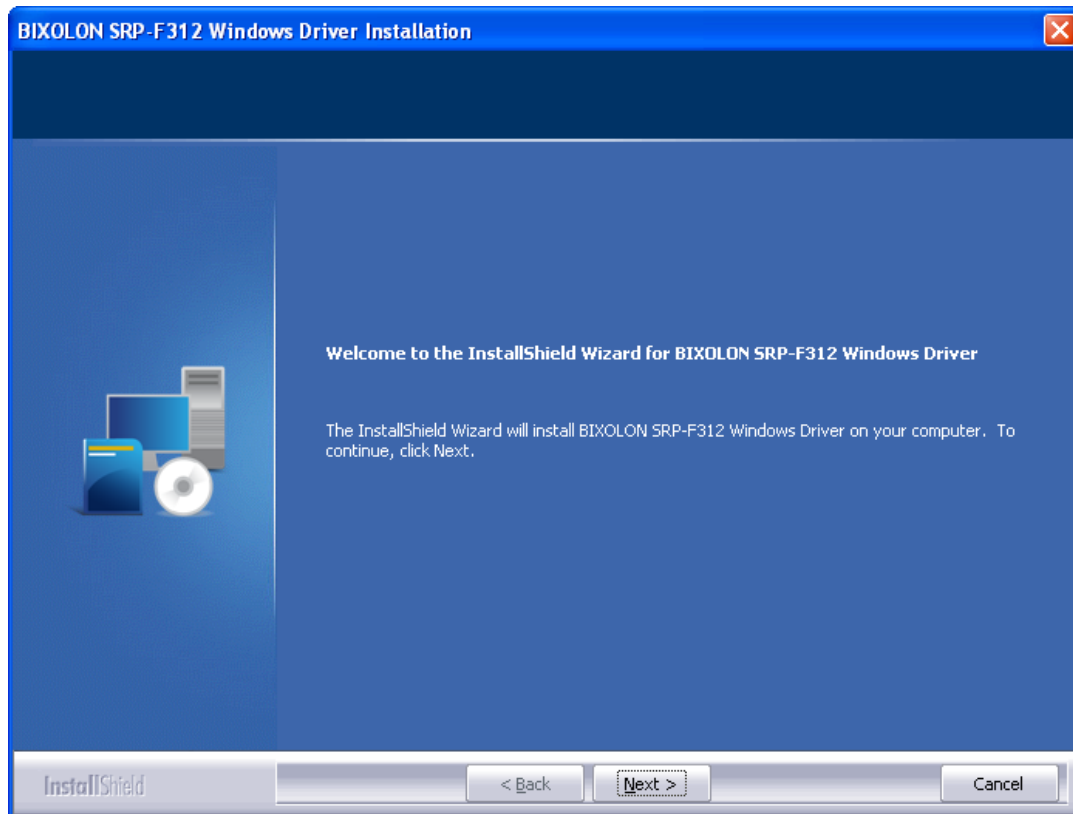 BIXOLON SRP-F312 Windows Driver Installation
Welcome to the InstallShield Wizard for BIXOLON SRP-F312 Windows Driver
The InstallShield Wizard will install BIXOLON SRP-F312 Windows Driver on your computer. To
continue, click Next.
InstallShield
< Back
Next >
Cancel